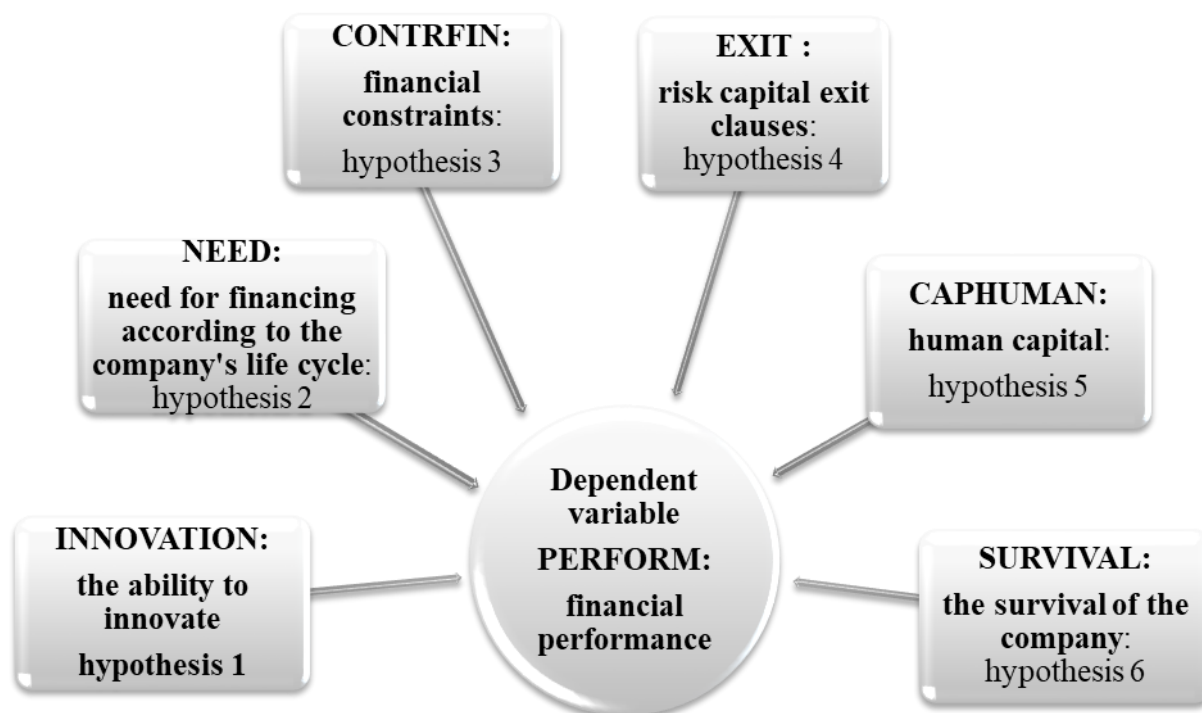 CONTRFIN:
financial
constraints:
hypothesis 3
EXIT :
risk capital exit
clauses:
hypothesis 4
NEED:
need for financing
according to the
company's life cycle:
hypothesis 2
CAPHUMAN:
human capital:
hypothesis 5
INNOVATION:
the ability to
innovate
hypothesis 1
Dependent
variable
PERFORM:
financial
performance
SURVIVAL:
the survival of the
company:
hypothesis 6